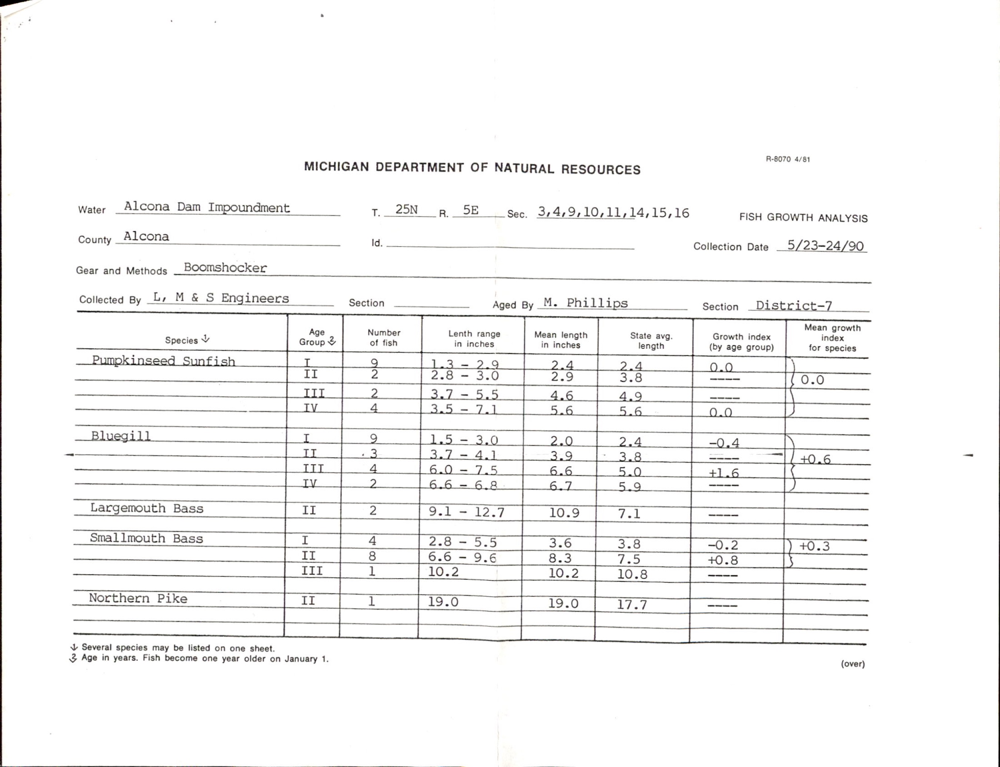 R-8070 4/81
MICHIGAN DEPARTMENT OF NATURAL RESOURCES
Water Alcona Dam Impoundment T. 25N R. 5E Sec. 3,4,9,10,11,14,15,16 FISH GROWTH ANALYSIS
County Alcona Id. Collection Date 5/23-24/90
Gear and Methods Boomshocker
Collected By L, M & S Engineers Section Aged By M. Phillips Section District-7
Species 1 Age Group 2 Number of fish Lenth range in inches Mean length in inches State avg. length Growth index (by age group) Mean growth index for species
Pumpkinseed Sunfish I 9 1.3 - 2.9 2.4 2.4 0.0
II 2 2.8 - 3.0 2.9 3.8 ---- 0.0
III 2 3.7 - 5.5 4.6 4.9 ----
IV 4 3.5 - 7.1 5.6 5.6 0.0
Bluegill I 9 1.5 - 3.0 2.0 2.4 -0.4
II 3 3.7 - 4.1 3.9 3.8 ---- +0.6
III 4 6.0 - 7.5 6.6 5.0 +1.6
IV 2 6.6 - 6.8 6.7 5.9 ----
Largemouth Bass II 2 9.1 - 12.7 10.9 7.1 ----
Smallmouth Bass I 4 2.8 - 5.5 3.6 3.8 -0.2 +0.3
II 8 6.6 - 9.6 8.3 7.5 +0.8
III 1 10.2 10.2 10.8 ----
Northern Pike II 1 19.0 19.0 17.7 ----
1 Several species may be listed on one sheet.
2 Age in years. Fish become one year older on January 1.
(over)